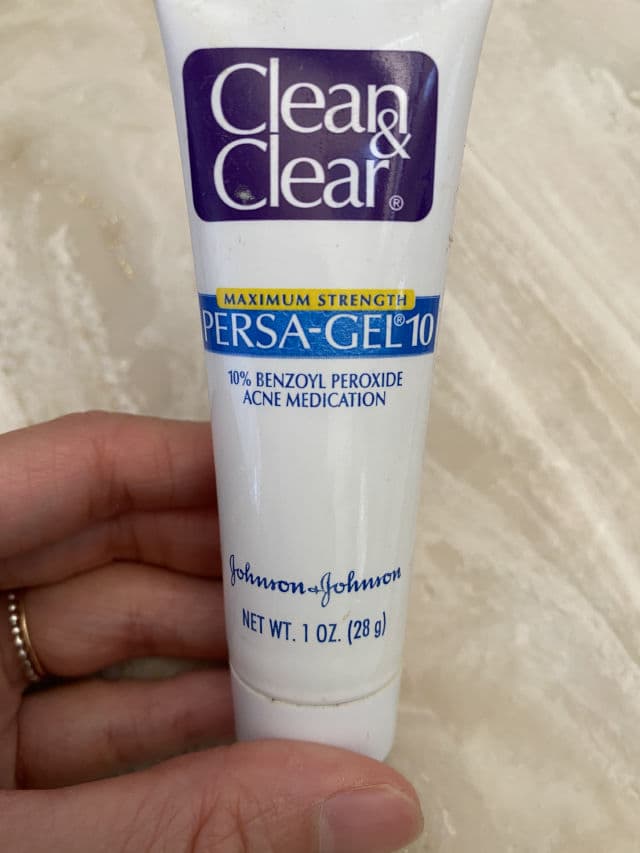 Clean
&
Clear®
MAXIMUM STRENGTH
PERSA-GEL®10
10% BENZOYL PEROXIDE
ACNE MEDICATION
Johnson & Johnson
NET WT. 1 OZ. (28 g)